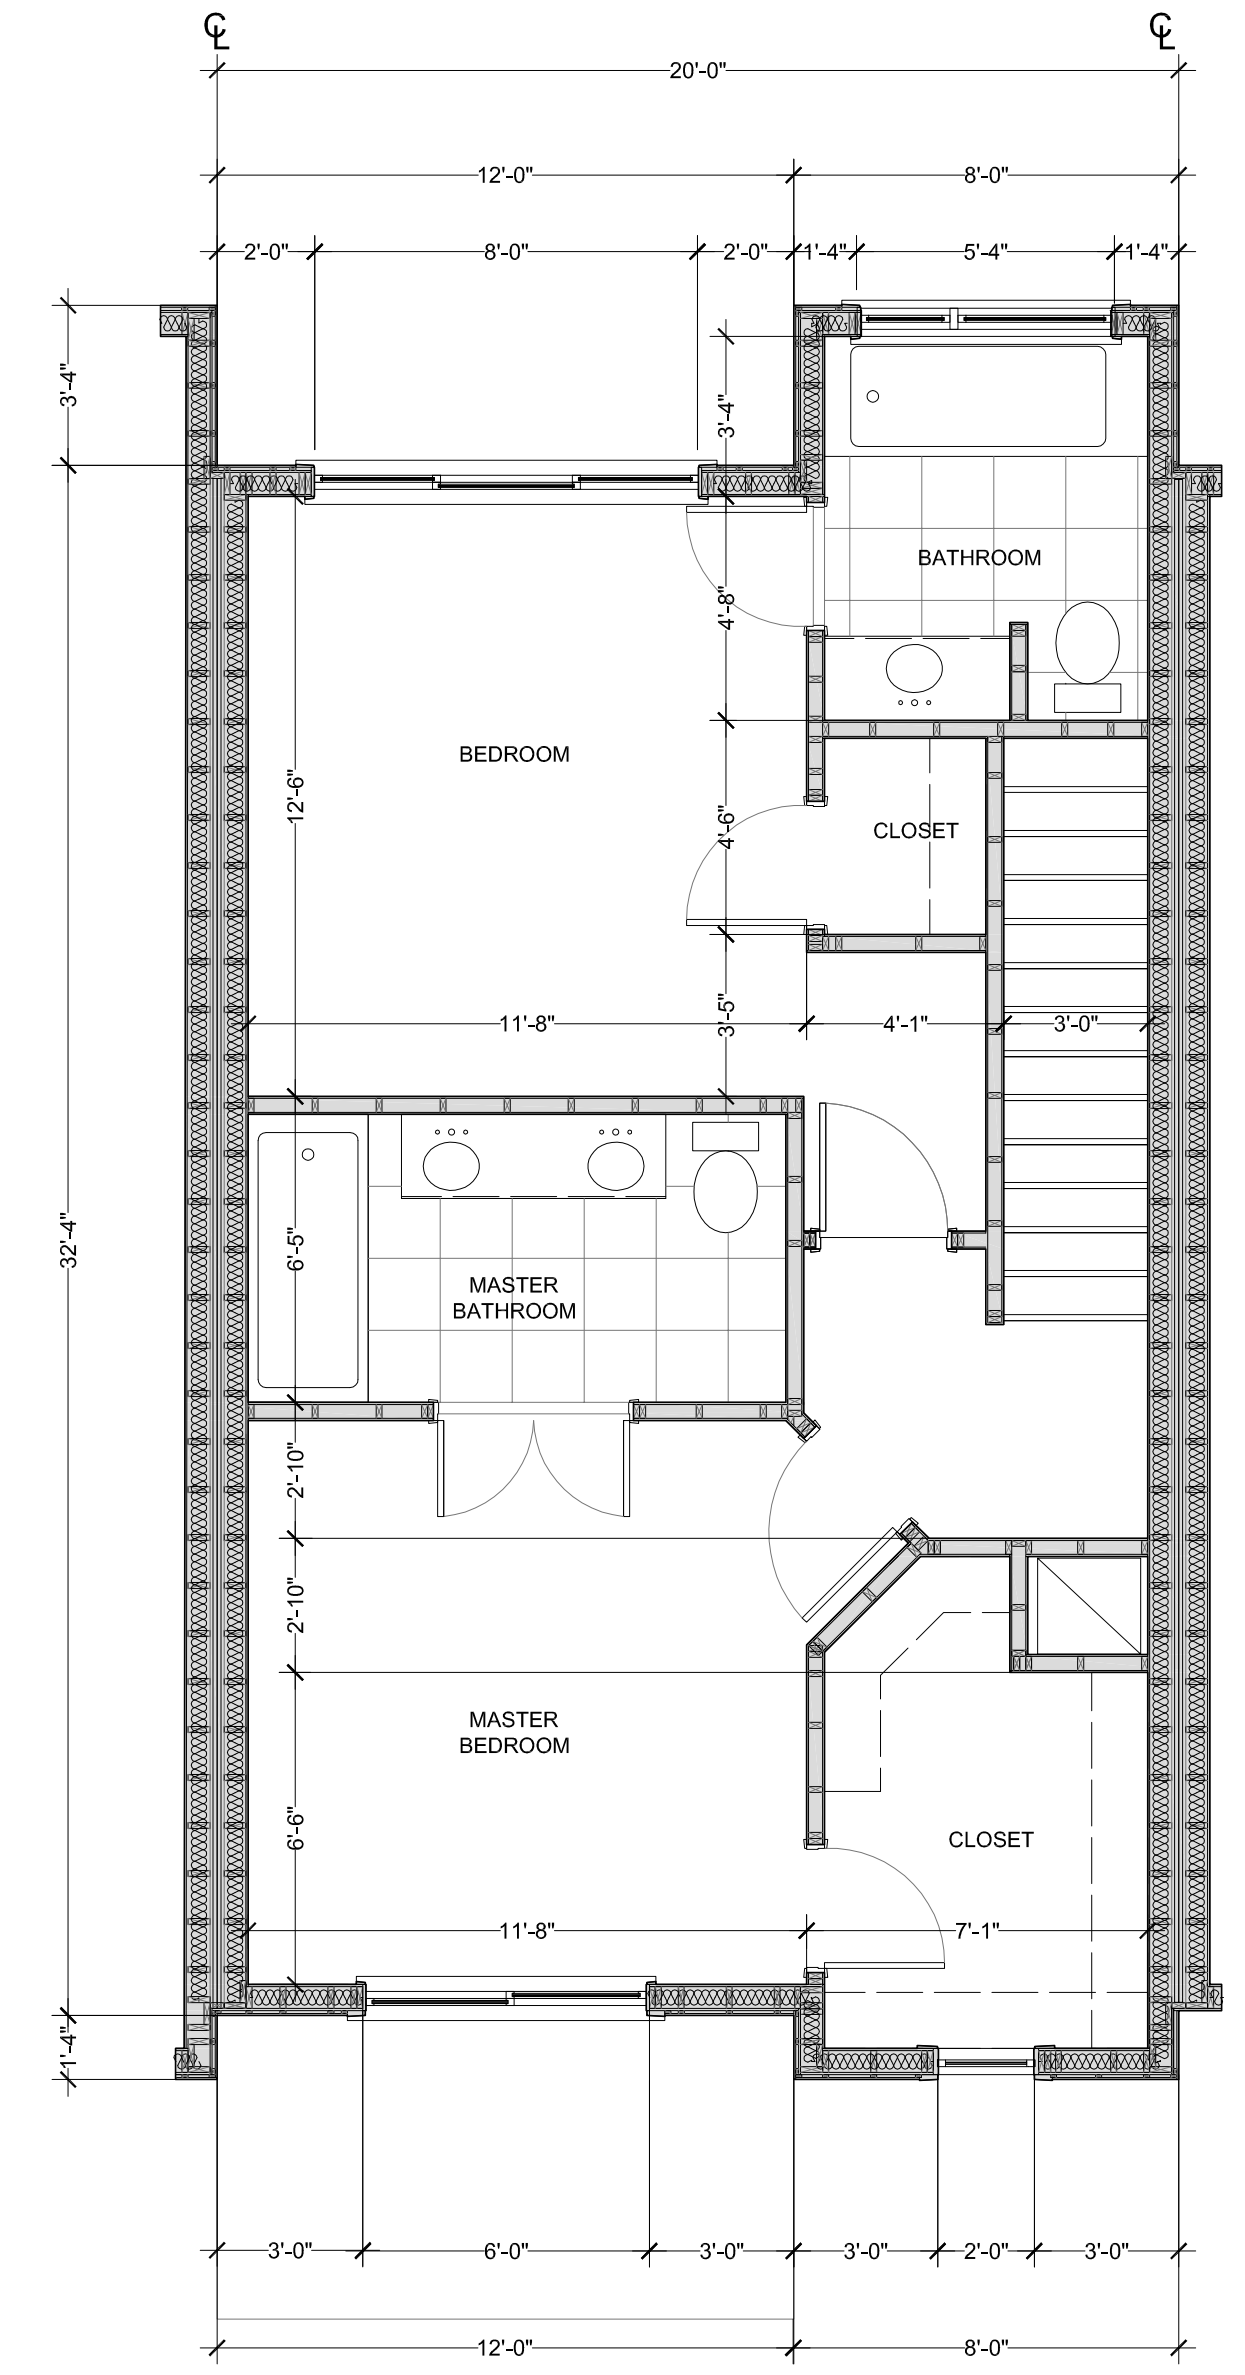 CL CL
20'-0"
12'-0" 8'-0"
2'-0" 8'-0" 2'-0" 1'-4" 5'-4" 1'-4"
3'-4"
3'-4"
BATHROOM
4'-8"
BEDROOM
12'-6"
4'-6"
CLOSET
11'-8" 3'-5" 4'-1" 3'-0"
32'-4"
6'-5"
MASTER
BATHROOM
2'-10"
2'-10"
MASTER
BEDROOM
6'-6"
CLOSET
11'-8" 7'-1"
1'-4"
3'-0" 6'-0" 3'-0" 3'-0" 2'-0" 3'-0"
12'-0" 8'-0"